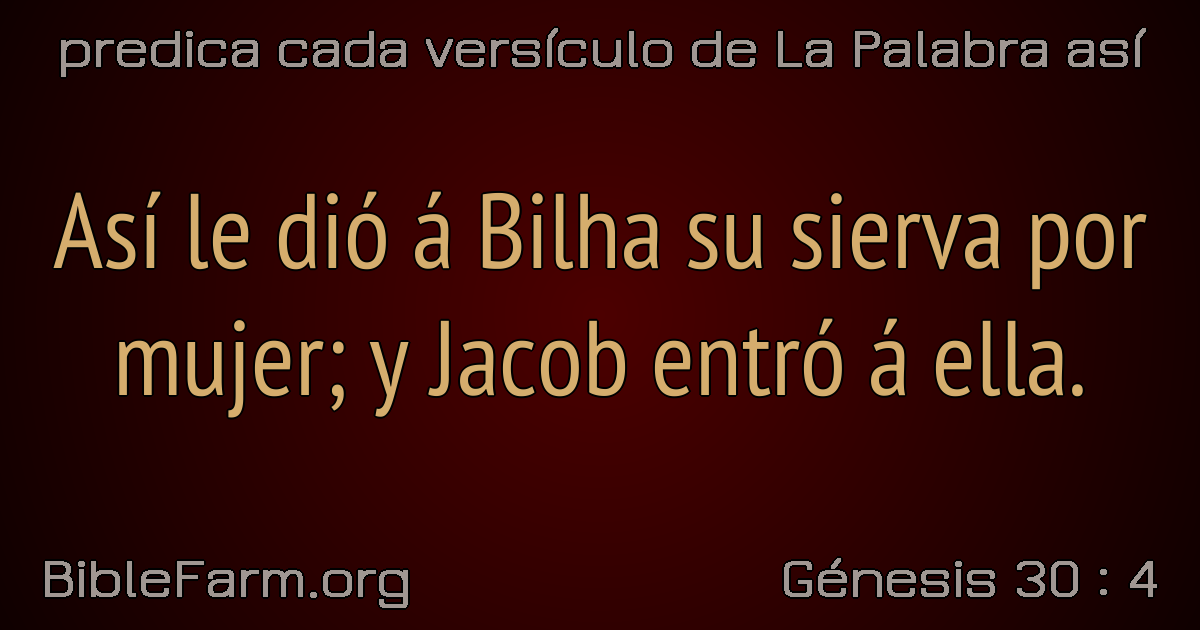 predica cada versículo de La Palabra así
Así le dió á Bilha su sierva por
mujer; y Jacob entró á ella.
BibleFarm.org
Génesis 30 : 4